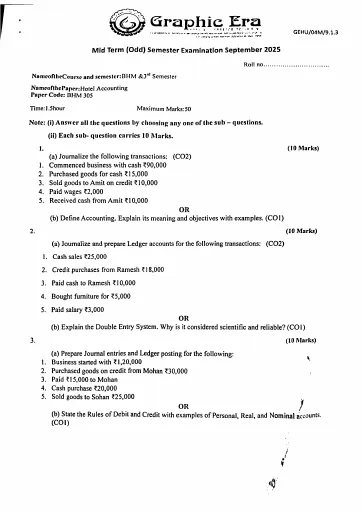 Graphic Era
GEHU/04M/9.1.3
Mid Term (Odd) Semester Examination September 2025
Roll no..............................
NameoftheCourse and semester:BHM &3rd Semester
NameofthePaper:Hotel Accounting
Paper Code: BHM 305
Time:1.5hour Maximum Marks:50
Note: (i) Answer all the questions by choosing any one of the sub – questions.
(ii) Each sub- question carries 10 Marks.
1. (10 Marks)
(a) Journalize the following transactions: (CO2)
1. Commenced business with cash ₹90,000
2. Purchased goods for cash ₹15,000
3. Sold goods to Amit on credit ₹10,000
4. Paid wages ₹2,000
5. Received cash from Amit ₹10,000
OR
(b) Define Accounting. Explain its meaning and objectives with examples. (CO1)
2. (10 Marks)
(a) Journalize and prepare Ledger accounts for the following transactions: (CO2)
1. Cash sales ₹25,000
2. Credit purchases from Ramesh ₹18,000
3. Paid cash to Ramesh ₹10,000
4. Bought furniture for ₹5,000
5. Paid salary ₹3,000
OR
(b) Explain the Double Entry System. Why is it considered scientific and reliable? (CO1)
3. (10 Marks)
(a) Prepare Journal entries and Ledger posting for the following:
1. Business started with ₹1,20,000
2. Purchased goods on credit from Mohan ₹30,000
3. Paid ₹15,000 to Mohan
4. Cash purchase ₹20,000
5. Sold goods to Sohan ₹25,000
OR
(b) State the Rules of Debit and Credit with examples of Personal, Real, and Nominal accounts.
(CO1)